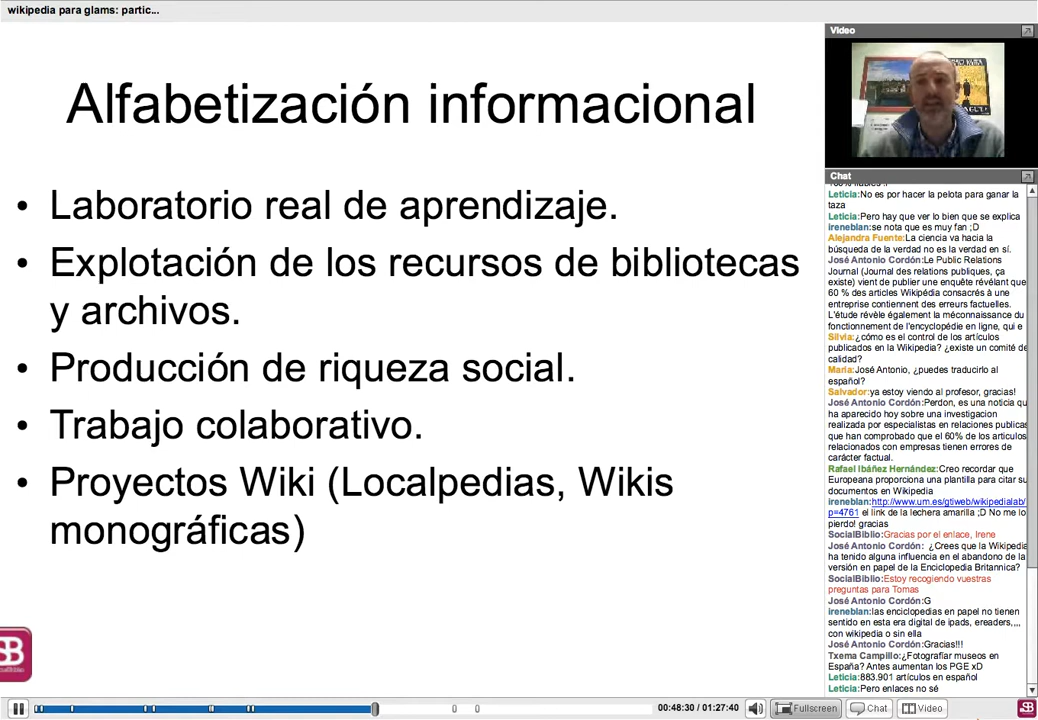 wikipedia para glams: partic...
Alfabetización informacional
• Laboratorio real de aprendizaje.
• Explotación de los recursos de bibliotecas
y archivos.
• Producción de riqueza social.
• Trabajo colaborativo.
• Proyectos Wiki (Localpedias, Wikis
monográficas)
SB
Video
Chat
Leticia:No es por hacer la pelota para ganar la
taza
Leticia:Pero hay que ver lo bien que se explica
ireneblan:se nota que es muy fan ;D
Alejandra Fuente:La ciencia va hacia la
búsqueda de la verdad no es la verdad en sí.
José Antonio Cordón:Le Public Relations
Journal (Journal des relations publiques, ça
existe) vient de publier une enquête révélant que
60 % des articles Wikipédia consacrés à une
entreprise contiennent des erreurs factuelles.
L'étude révèle également la méconnaissance du
fonctionnement de l'encyclopédie en ligne, qui e
Silvia:¿cómo es el control de los artículos
publicados en la Wikipedia? ¿existe un comité de
calidad?
María:José Antonio, ¿puedes traducirlo al
español?
Salvador:ya estoy viendo al profesor, gracias!
José Antonio Cordón:Perdon, es una noticia qu
ha aparecido hoy sobre una investigacion
realizada por especialistas en relaciones publicas
que han comprobado que el 60% de los articulos
relacionados con empresas tienen errores de
carácter factual.
Rafael Ibáñez Hernández:Creo recordar que
Europeana proporciona una plantilla para citar su
documentos en Wikipedia
ireneblan:http://www.um.es/gtiweb/wikipedialab/
p=4761 el link de la lechera amarilla ;D No me lo
pierdo! gracias
SocialBiblio:Gracias por el enlace, Irene
José Antonio Cordón: ¿Crees que la Wikipedia
ha tenido alguna influencia en el abandono de la
versión en papel de la Enciclopedia Britannica?
SocialBiblio:Estoy recogiendo vuestras
preguntas para Tomas
José Antonio Cordón:G
ireneblan:las enciclopedias en papel no tienen
sentido en esta era digital de ipads, ereaders,,,,
con wikipedia o sin ella
José Antonio Cordón:Gracias!!!
Txema Campillo:¿Fotografiar museos en
España? Antes aumentan los PGE xD
Leticia:883.901 artículos en español
Leticia:Pero enlaces no sé
00:48:30 / 01:27:40
Fullscreen
Chat
Video
SB